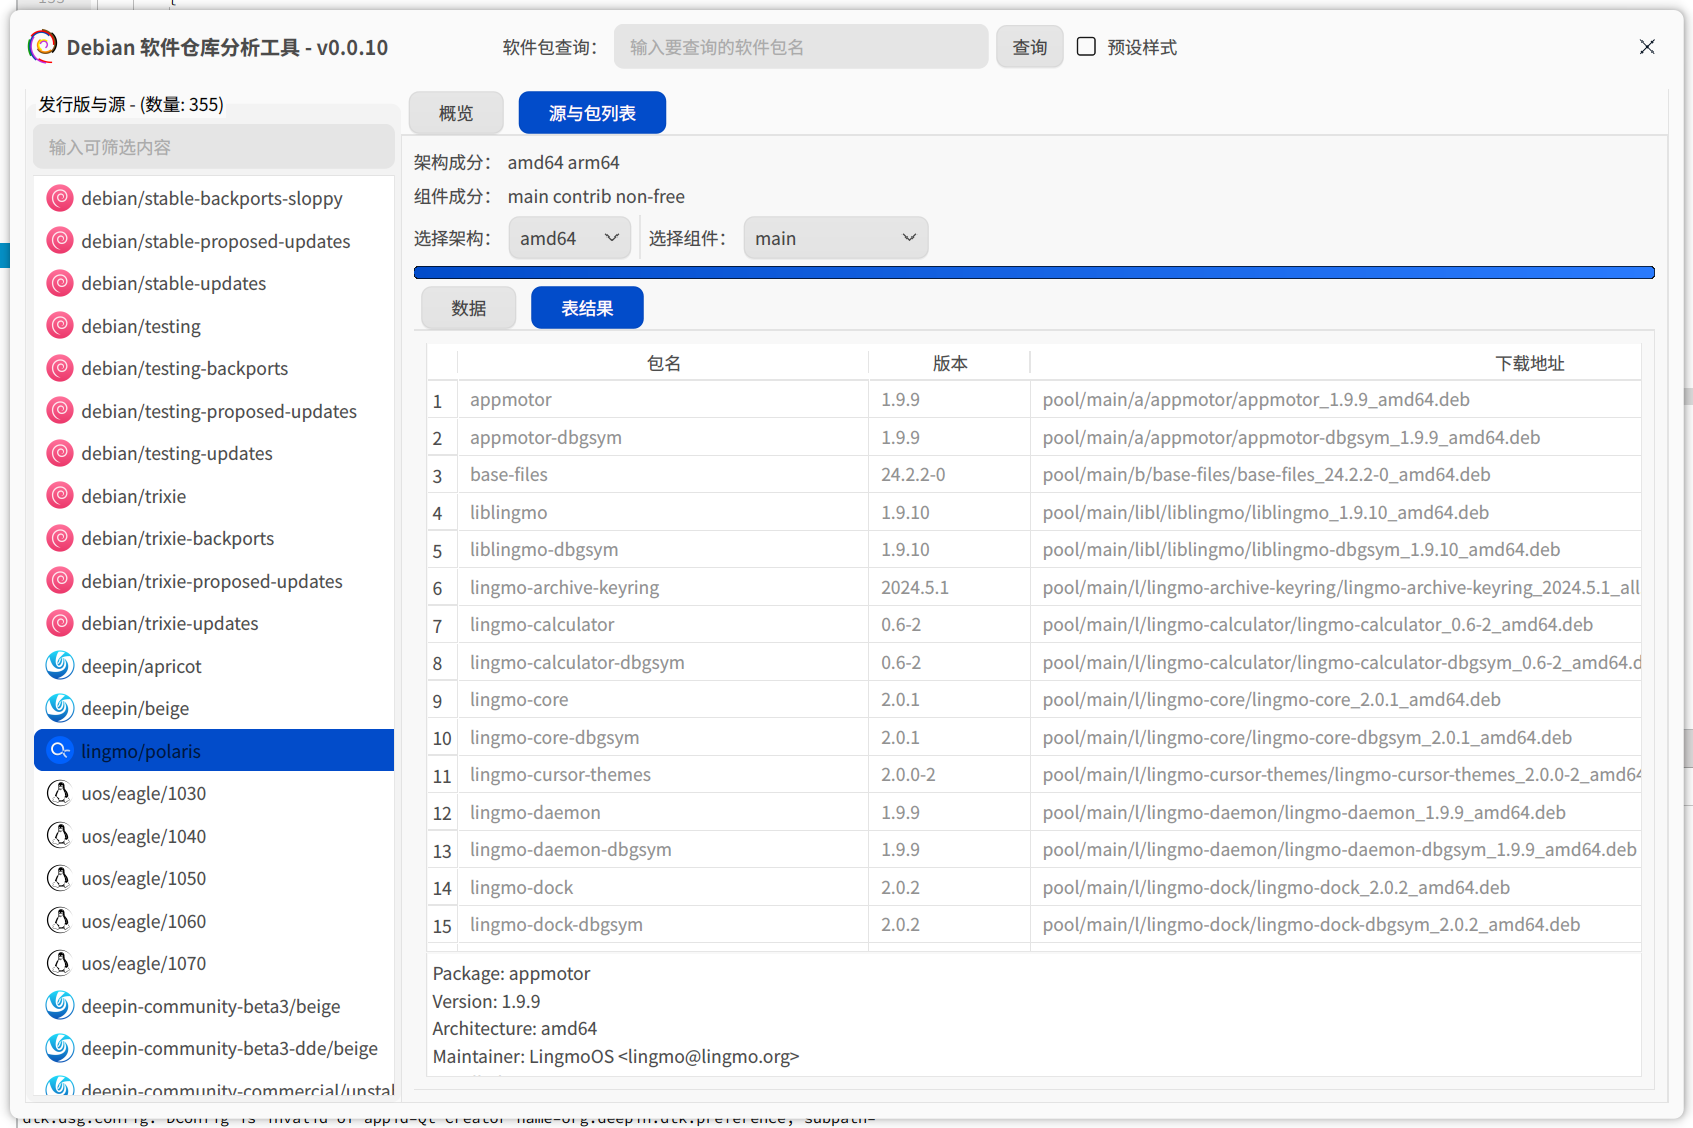 Debian 软件仓库分析工具 - v0.0.10
软件包查询：
输入要查询的软件包名
查询
预设样式
发行版与源 - (数量: 355)
输入可筛选内容
debian/stable-backports-sloppy
debian/stable-proposed-updates
debian/stable-updates
debian/testing
debian/testing-backports
debian/testing-proposed-updates
debian/testing-updates
debian/trixie
debian/trixie-backports
debian/trixie-proposed-updates
debian/trixie-updates
deepin/apricot
deepin/beige
lingmo/polaris
uos/eagle/1030
uos/eagle/1040
uos/eagle/1050
uos/eagle/1060
uos/eagle/1070
deepin-community-beta3/beige
deepin-community-beta3-dde/beige
deepin-community-commercial/unstal
概览
源与包列表
架构成分： amd64 arm64
组件成分： main contrib non-free
选择架构： amd64 选择组件： main
数据
表结果
包名 版本 下载地址
1 appmotor 1.9.9 pool/main/a/appmotor/appmotor_1.9.9_amd64.deb
2 appmotor-dbgsym 1.9.9 pool/main/a/appmotor/appmotor-dbgsym_1.9.9_amd64.deb
3 base-files 24.2.2-0 pool/main/b/base-files/base-files_24.2.2-0_amd64.deb
4 liblingmo 1.9.10 pool/main/libl/liblingmo/liblingmo_1.9.10_amd64.deb
5 liblingmo-dbgsym 1.9.10 pool/main/libl/liblingmo/liblingmo-dbgsym_1.9.10_amd64.deb
6 lingmo-archive-keyring 2024.5.1 pool/main/l/lingmo-archive-keyring/lingmo-archive-keyring_2024.5.1_all
7 lingmo-calculator 0.6-2 pool/main/l/lingmo-calculator/lingmo-calculator_0.6-2_amd64.deb
8 lingmo-calculator-dbgsym 0.6-2 pool/main/l/lingmo-calculator/lingmo-calculator-dbgsym_0.6-2_amd64.d
9 lingmo-core 2.0.1 pool/main/l/lingmo-core/lingmo-core_2.0.1_amd64.deb
10 lingmo-core-dbgsym 2.0.1 pool/main/l/lingmo-core/lingmo-core-dbgsym_2.0.1_amd64.deb
11 lingmo-cursor-themes 2.0.0-2 pool/main/l/lingmo-cursor-themes/lingmo-cursor-themes_2.0.0-2_amd64
12 lingmo-daemon 1.9.9 pool/main/l/lingmo-daemon/lingmo-daemon_1.9.9_amd64.deb
13 lingmo-daemon-dbgsym 1.9.9 pool/main/l/lingmo-daemon/lingmo-daemon-dbgsym_1.9.9_amd64.deb
14 lingmo-dock 2.0.2 pool/main/l/lingmo-dock/lingmo-dock_2.0.2_amd64.deb
15 lingmo-dock-dbgsym 2.0.2 pool/main/l/lingmo-dock/lingmo-dock-dbgsym_2.0.2_amd64.deb
Package: appmotor
Version: 1.9.9
Architecture: amd64
Maintainer: LingmoOS <lingmo@lingmo.org>